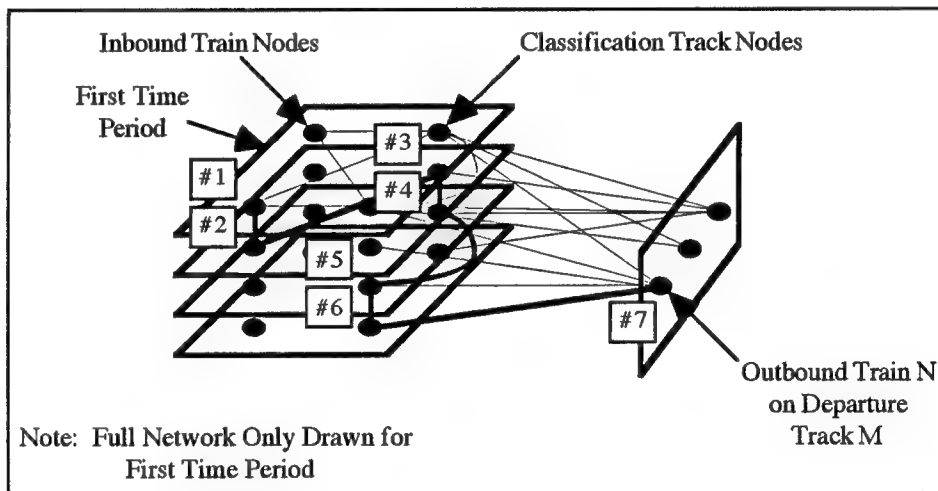 Inbound Train Nodes
Classification Track Nodes
First Time
Period
#1
#2
#3
#4
#5
#6
#7
Outbound Train N
on Departure
Track M
Note: Full Network Only Drawn for
First Time Period